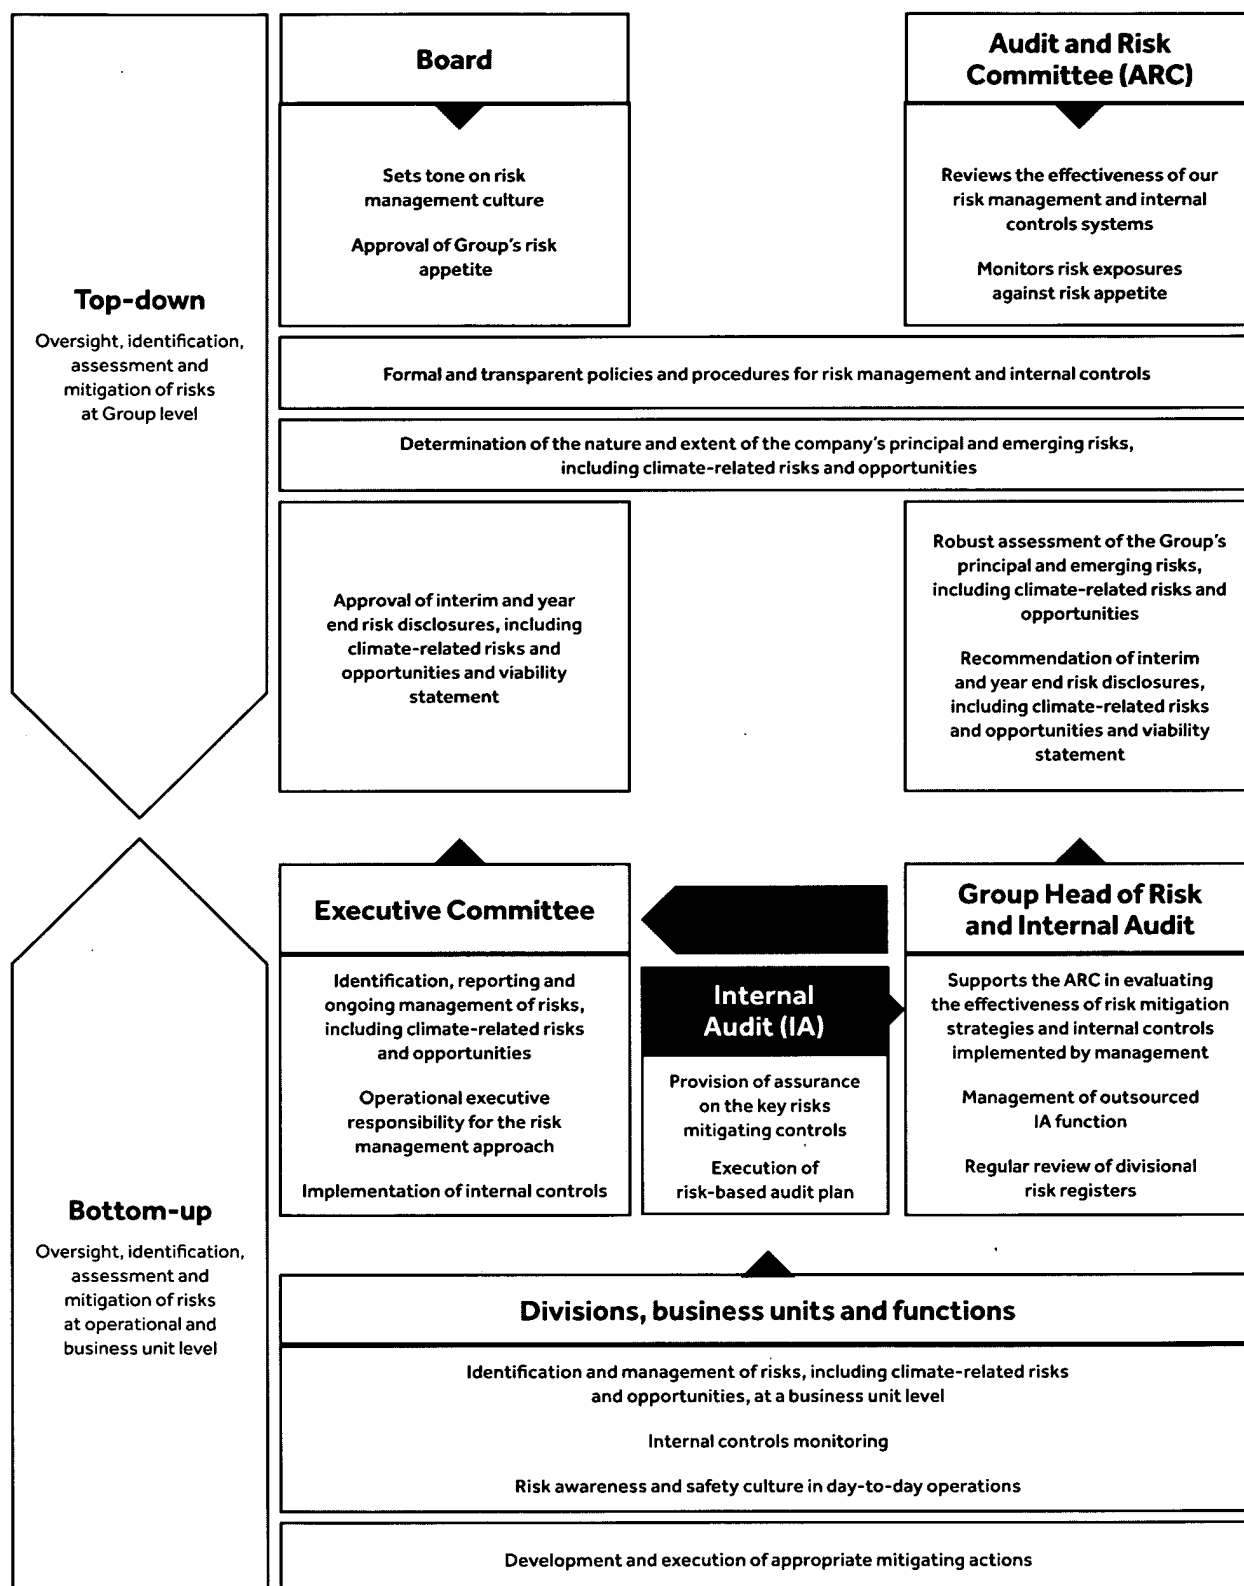 Top-down
Oversight, identification,
assessment and
mitigation of risks
at Group level
Board
Sets tone on risk
management culture
Approval of Group's risk
appetite
Audit and Risk
Committee (ARC)
Reviews the effectiveness of our
risk management and internal
controls systems
Monitors risk exposures
against risk appetite
Formal and transparent policies and procedures for risk management and internal controls
Determination of the nature and extent of the company's principal and emerging risks,
including climate-related risks and opportunities
Approval of interim and year
end risk disclosures, including
climate-related risks and
opportunities and viability
statement
Robust assessment of the Group's
principal and emerging risks,
including climate-related risks and
opportunities
Recommendation of interim
and year end risk disclosures,
including climate-related risks
and opportunities and viability
statement
Bottom-up
Oversight, identification,
assessment and
mitigation of risks
at operational and
business unit level
Executive Committee
Identification, reporting and
ongoing management of risks,
including climate-related risks
and opportunities
Operational executive
responsibility for the risk
management approach
Implementation of internal controls
Internal
Audit (IA)
Provision of assurance
on the key risks
mitigating controls
Execution of
risk-based audit plan
Group Head of Risk
and Internal Audit
Supports the ARC in evaluating
the effectiveness of risk mitigation
strategies and internal controls
implemented by management
Management of outsourced
IA function
Regular review of divisional
risk registers
Divisions, business units and functions
Identification and management of risks, including climate-related risks
and opportunities, at a business unit level
Internal controls monitoring
Risk awareness and safety culture in day-to-day operations
Development and execution of appropriate mitigating actions